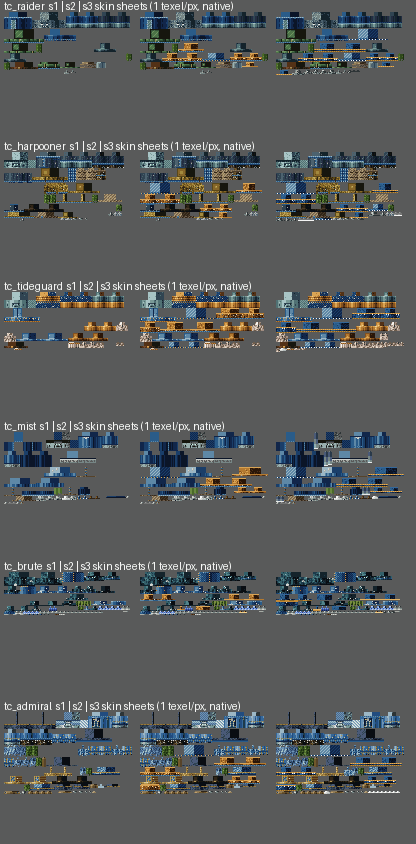 tc_raider s1 | s2 | s3 skin sheets (1 texel/px, native)
tc_harpooner s1 | s2 | s3 skin sheets (1 texel/px, native)
tc_tideguard s1 | s2 | s3 skin sheets (1 texel/px, native)
tc_mist s1 | s2 | s3 skin sheets (1 texel/px, native)
tc_brute s1 | s2 | s3 skin sheets (1 texel/px, native)
tc_admiral s1 | s2 | s3 skin sheets (1 texel/px, native)